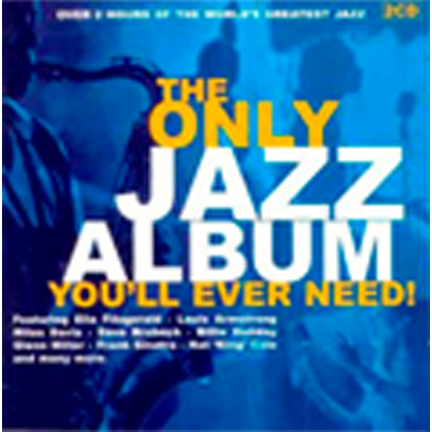 OVER 2 HOURS OF THE WORLD'S GREATEST JAZZ 2CD
THE
ONLY
JAZZ
ALBUM
YOU'LL EVER NEED!
Featuring Ella Fitzgerald · Louis Armstrong
Miles Davis · Dave Brubeck · Billie Holiday
Glenn Miller · Frank Sinatra · Nat 'King' Cole
and many more